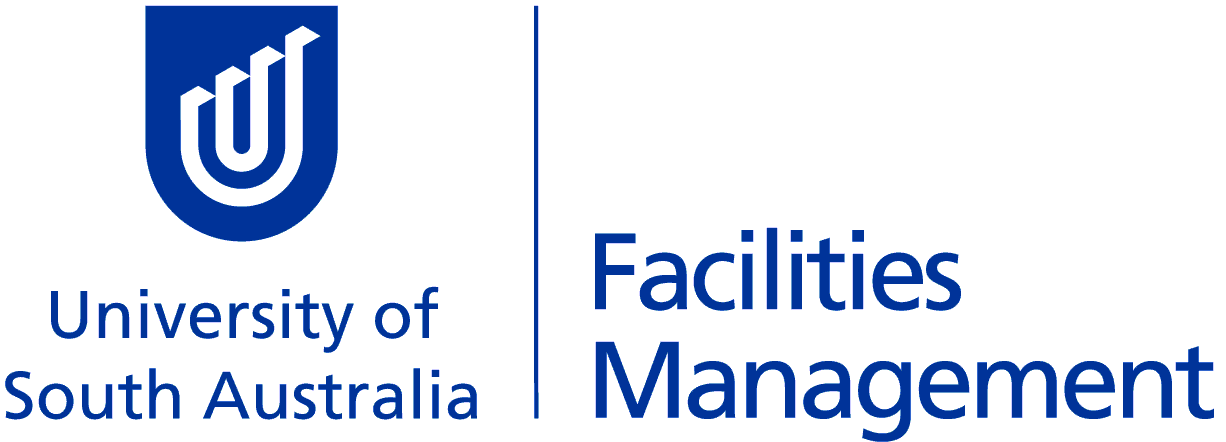 University of
South Australia
Facilities
Management